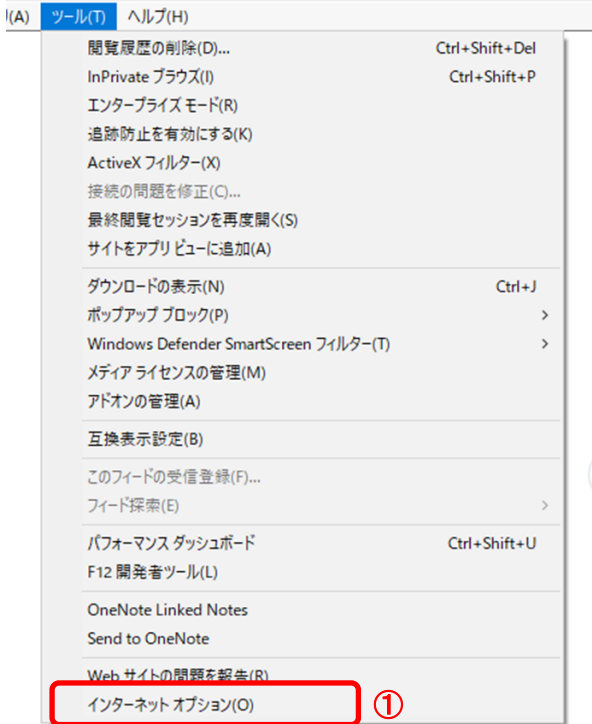 (A) ツール(T) ヘルプ(H)
閲覧履歴の削除(D)... Ctrl+Shift+Del
InPrivate ブラウズ(I) Ctrl+Shift+P
エンタープライズ モード(R)
追跡防止を有効にする(K)
ActiveX フィルター(X)
接続の問題を修正(C)...
最終閲覧セッションを再度開く(S)
サイトをアプリ ビューに追加(A)
ダウンロードの表示(N) Ctrl+J
ポップアップ ブロック(P)
Windows Defender SmartScreen フィルター(T)
メディア ライセンスの管理(M)
アドオンの管理(A)
互換表示設定(B)
このフィードの受信登録(F)...
フィード探索(E)
パフォーマンス ダッシュボード Ctrl+Shift+U
F12 開発者ツール(L)
OneNote Linked Notes
Send to OneNote
Web サイトの問題を報告(R)
インターネット オプション(O) ①